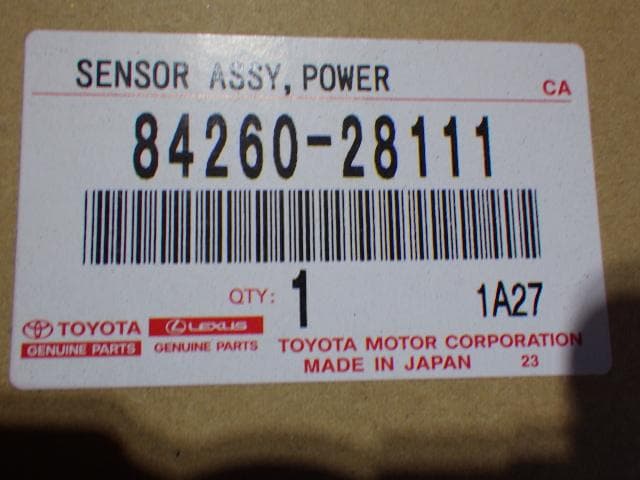 SENSOR ASSY, POWER
CA
84260-28111
QTY: 1
1A27
TOYOTA LEXUS
GENUINE PARTS GENUINE PARTS
TOYOTA MOTOR CORPORATION
MADE IN JAPAN 23